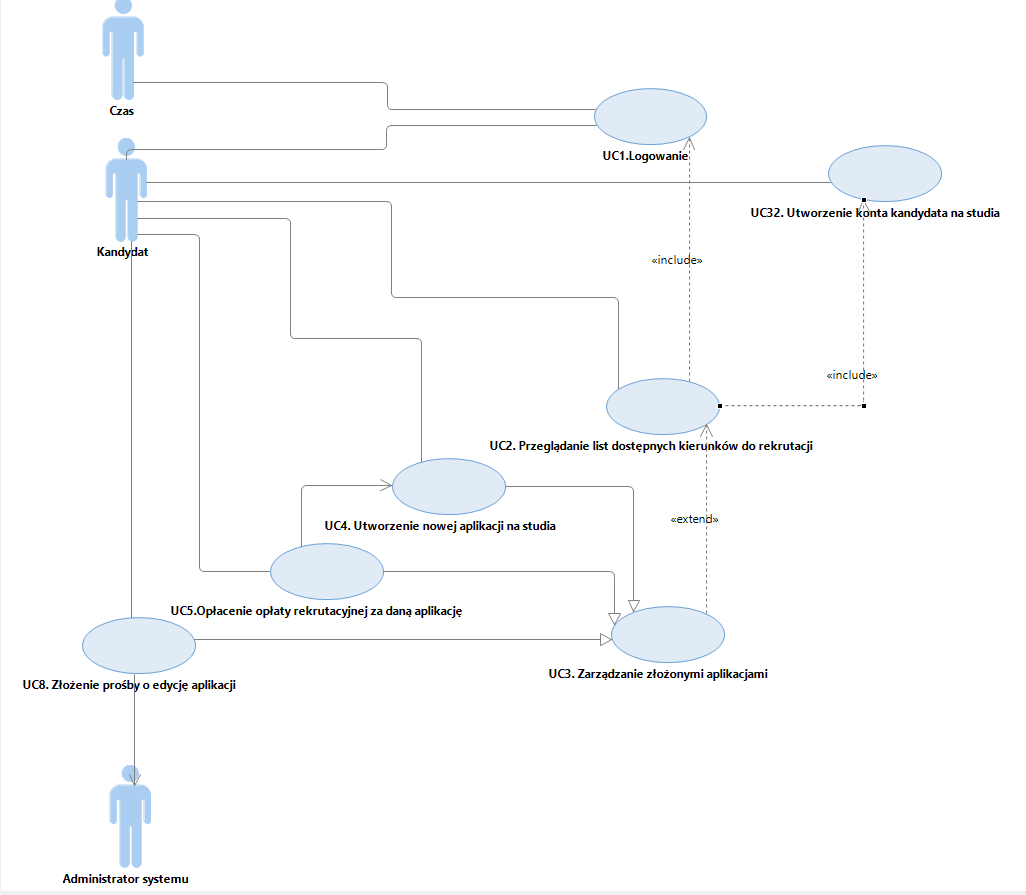 Czas
UC1.Logowanie
Kandydat
UC32. Utworzenie konta kandydata na studia
«include»
«include»
UC2. Przeglądanie list dostępnych kierunków do rekrutacji
«extend»
UC4. Utworzenie nowej aplikacji na studia
UC5.Opłacenie opłaty rekrutacyjnej za daną aplikację
UC3. Zarządzanie złożonymi aplikacjami
UC8. Złożenie prośby o edycję aplikacji
Administrator systemu